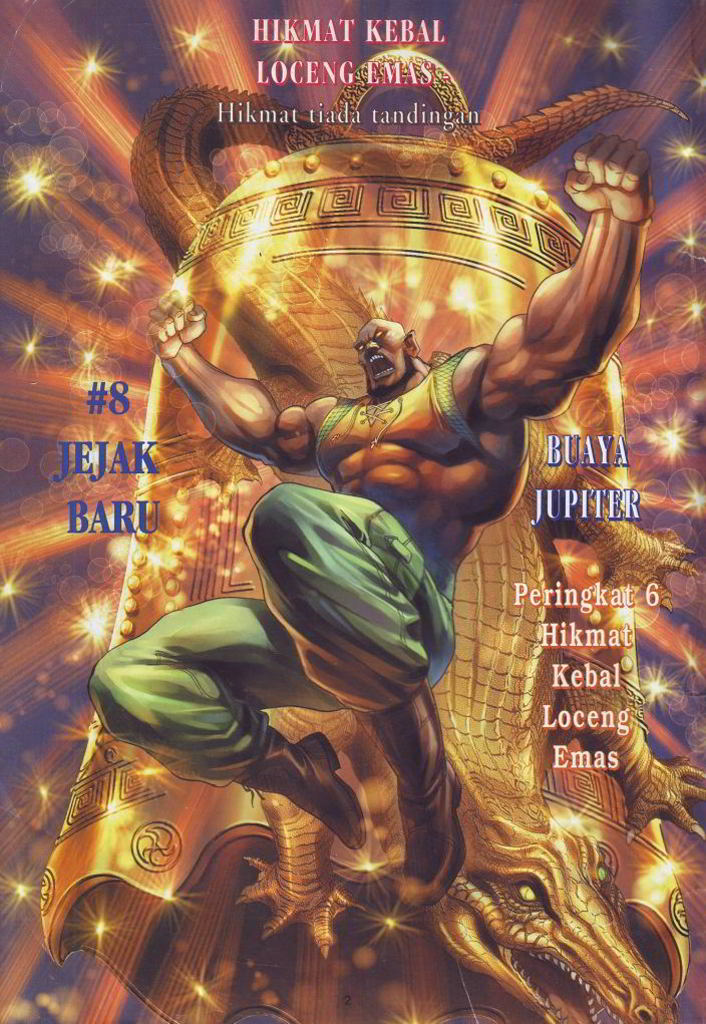 HIKMAT KEBAL
LOCENG EMAS -
Hikmat tiada tandingan
#8
JEJAK
BARU
BUAYA
JUPITER
Peringkat 6
Hikmat
Kebal
Loceng
Emas
2